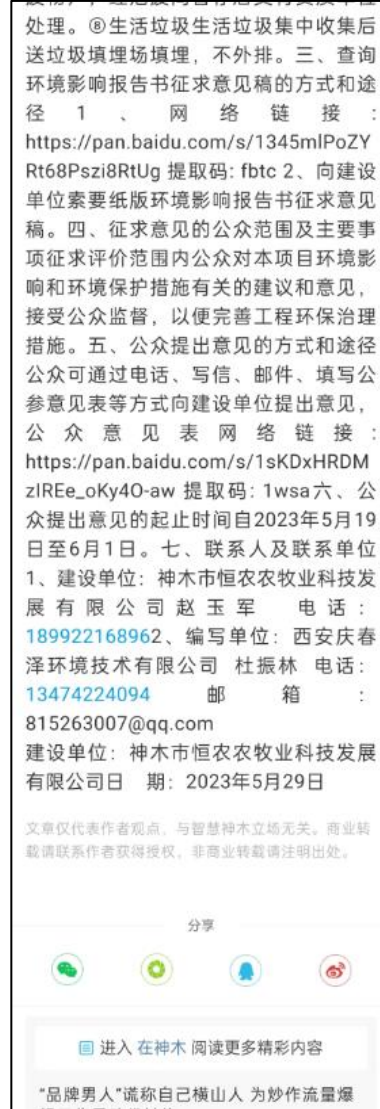 处理。⑧生活垃圾生活垃圾集中收集后
送垃圾填埋场填埋，不外排。三、查询
环境影响报告书征求意见稿的方式和途
径 1 、 网 络 链 接 ：
https://pan.baidu.com/s/1345mlPoZY
Rt68Pszi8RtUg 提取码: fbtc 2、向建设
单位索要纸版环境影响报告书征求意见
稿。四、征求意见的公众范围及主要事
项征求评价范围内公众对本项目环境影
响和环境保护措施有关的建议和意见，
接受公众监督，以便完善工程环保治理
措施。五、公众提出意见的方式和途径
公众可通过电话、写信、邮件、填写公
参意见表等方式向建设单位提出意见，
公 众 意 见 表 网 络 链 接 ：
https://pan.baidu.com/s/1sKDxHRDM
zIREe_oKy4O-aw 提取码: 1wsa六、公
众提出意见的起止时间自2023年5月19
日至6月1日。七、联系人及联系单位
1、建设单位：神木市恒农农牧业科技发
展有限公司赵玉军 电话：
189922168962、编写单位：西安庆春
泽环境技术有限公司 杜振林 电话：
13474224094 邮 箱 ：
815263007@qq.com
建设单位：神木市恒农农牧业科技发展
有限公司日 期：2023年5月29日
文章仅代表作者观点，与智慧神木立场无关。商业转
载请联系作者获得授权，非商业转载请注明出处。
分享
进入 在神木 阅读更多精彩内容
"品牌男人"谎称自己横山人 为炒作流量爆